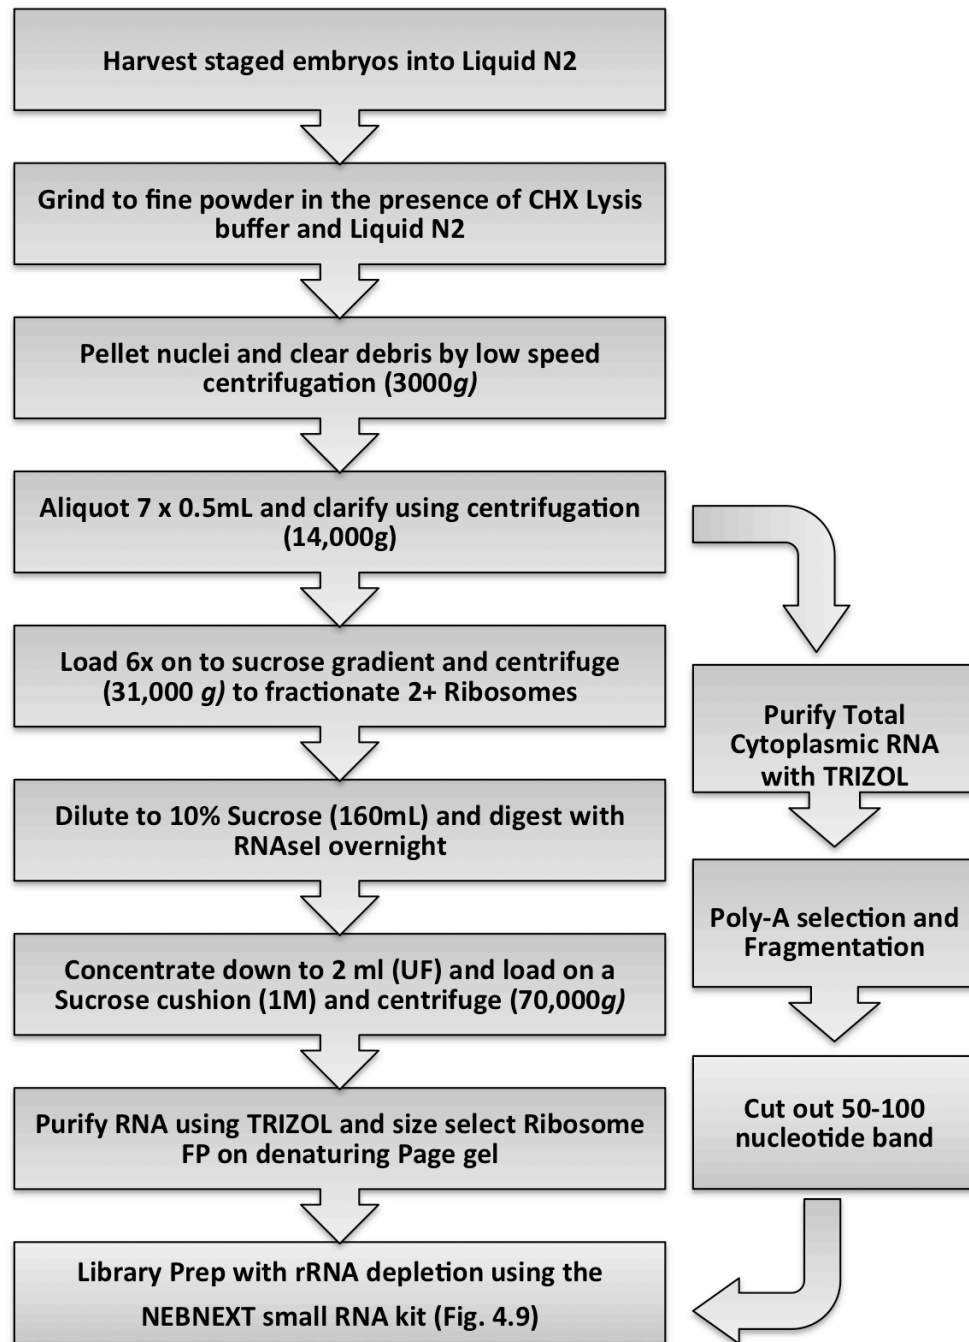 Harvest staged embryos into Liquid N2
Grind to fine powder in the presence of CHX Lysis
buffer and Liquid N2
Pellet nuclei and clear debris by low speed
centrifugation (3000g)
Aliquot 7 x 0.5mL and clarify using centrifugation
(14,000g)
Load 6x on to sucrose gradient and centrifuge
(31,000 g) to fractionate 2+ Ribosomes
Dilute to 10% Sucrose (160mL) and digest with
RNAseI overnight
Concentrate down to 2 ml (UF) and load on a
Sucrose cushion (1M) and centrifuge (70,000g)
Purify RNA using TRIZOL and size select Ribosome
FP on denaturing Page gel
Library Prep with rRNA depletion using the
NEBNEXT small RNA kit (Fig. 4.9)
Purify Total
Cytoplasmic RNA
with TRIZOL
Poly-A selection and
Fragmentation
Cut out 50-100
nucleotide band